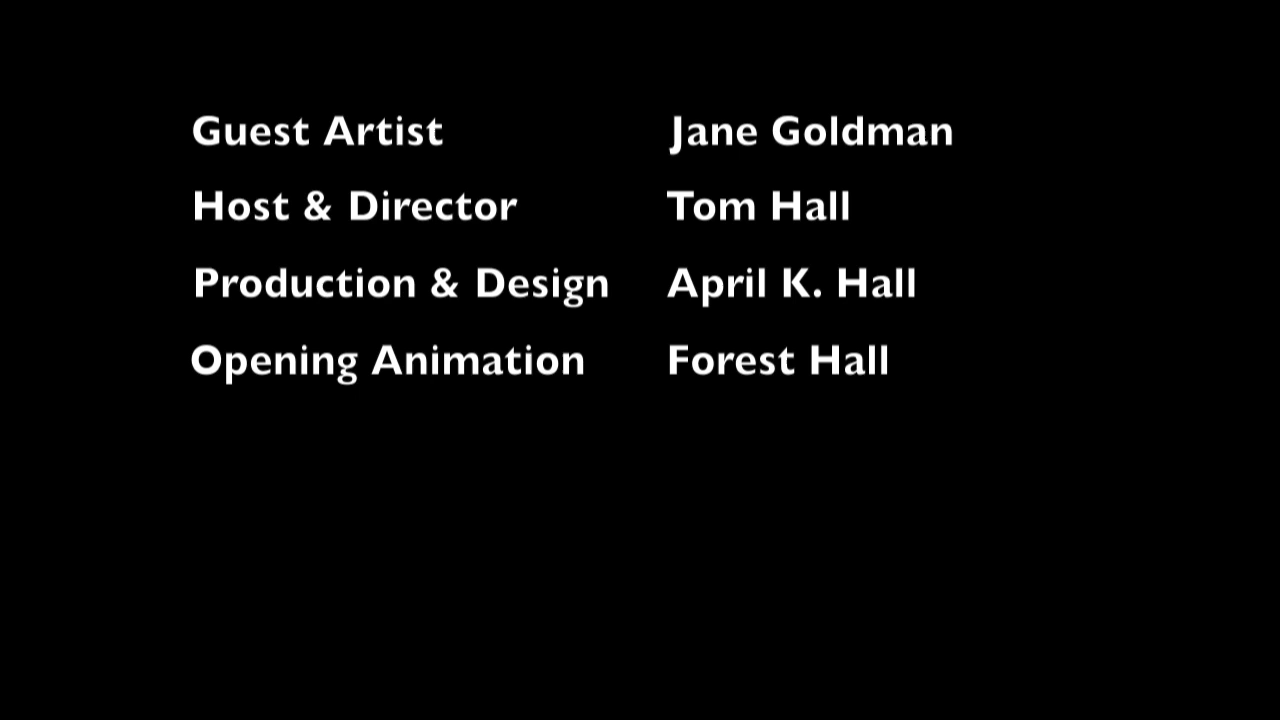 Guest Artist Jane Goldman
Host & Director Tom Hall
Production & Design April K. Hall
Opening Animation Forest Hall